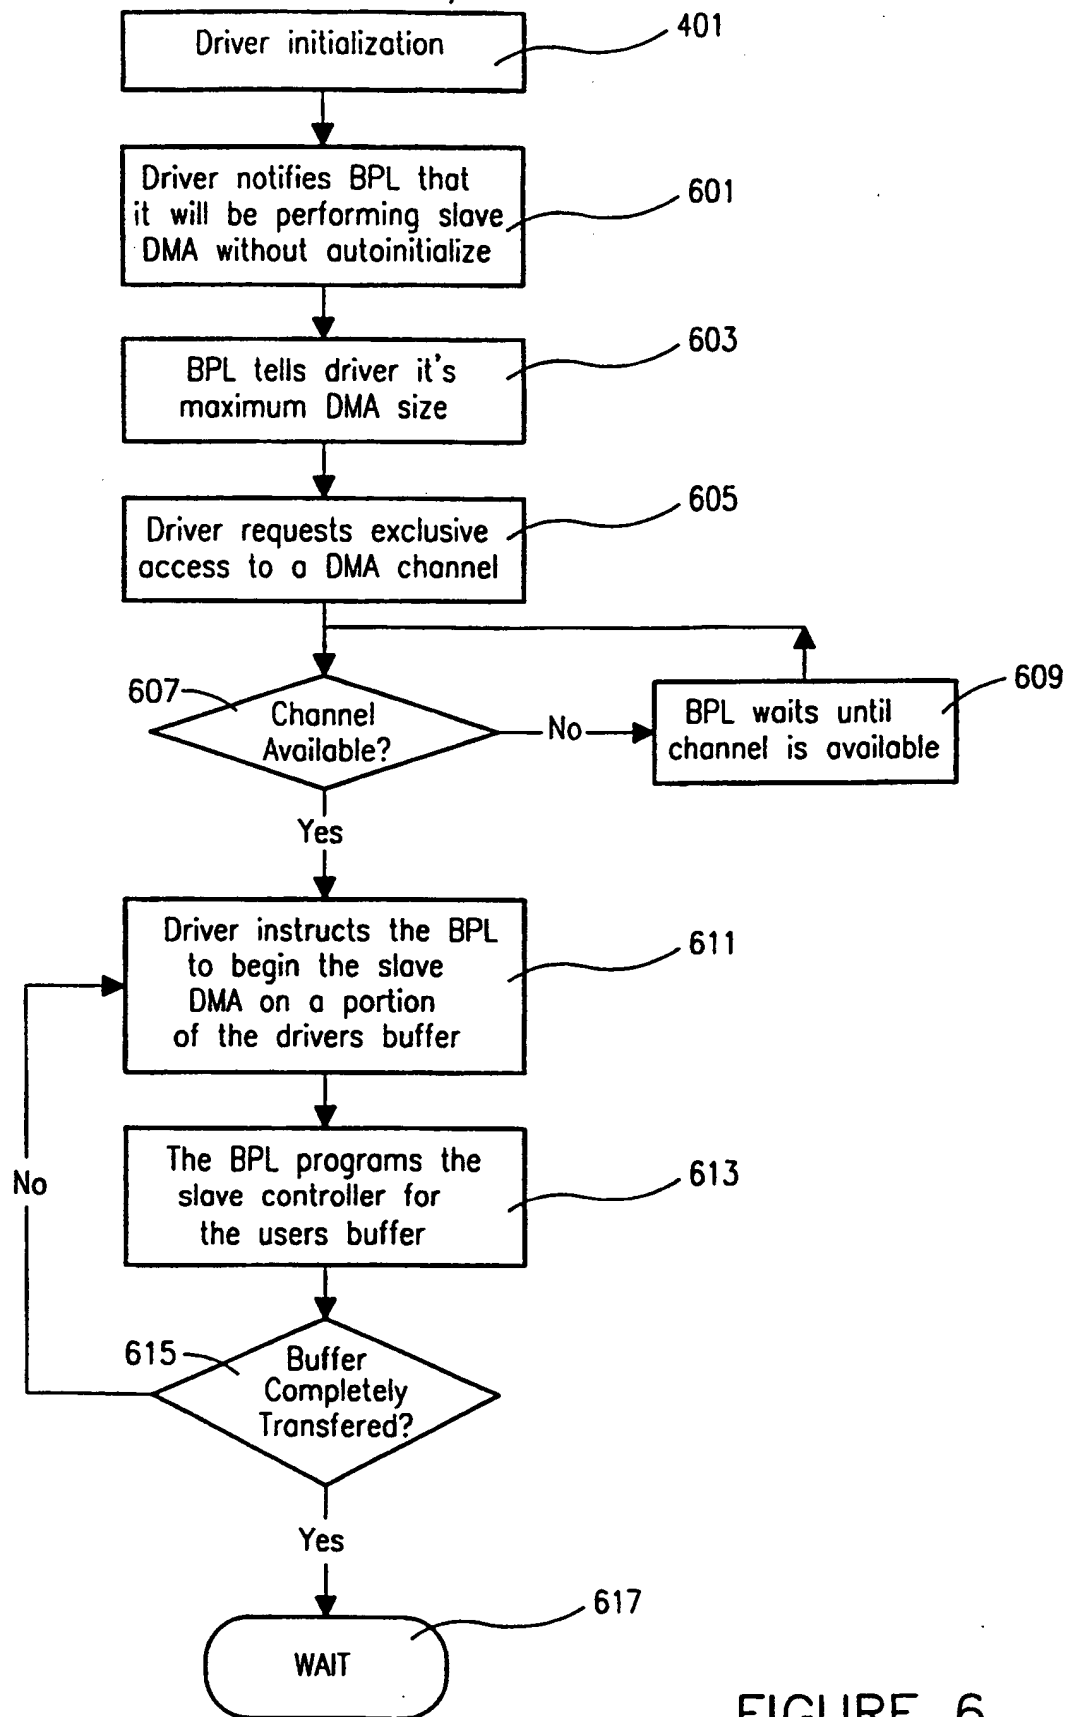 Driver initialization
401
Driver notifies BPL that
it will be performing slave
DMA without autoinitialize
601
BPL tells driver it's
maximum DMA size
603
Driver requests exclusive
access to a DMA channel
605
607
Channel
Available?
No
BPL waits until
channel is available
609
Yes
Driver instructs the BPL
to begin the slave
DMA on a portion
of the drivers buffer
611
The BPL programs the
slave controller for
the users buffer
613
No
615
Buffer
Completely
Transfered?
Yes
WAIT
617
FIGURE 6